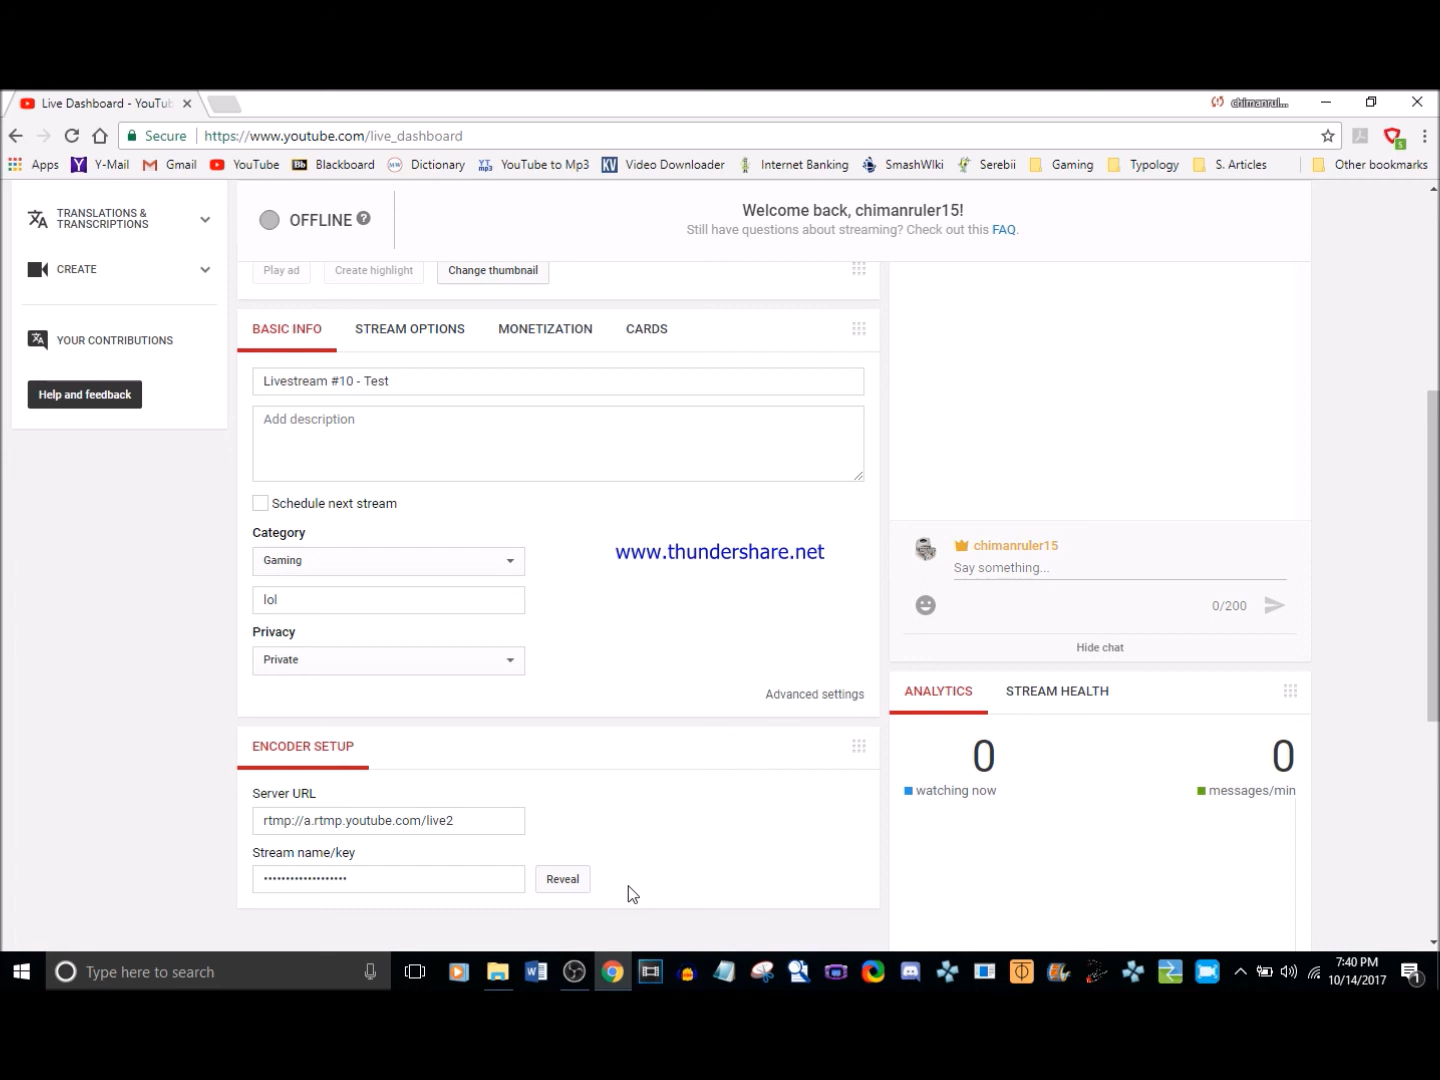 Live Dashboard - YouTub
chimanrul...
Secure https://www.youtube.com/live_dashboard
Apps Y-Mail Gmail YouTube Blackboard Dictionary YouTube to Mp3 Video Downloader Internet Banking SmashWIki Serebii Gaming Typology S. Articles Other bookmarks
TRANSLATIONS &
TRANSCRIPTIONS
CREATE
YOUR CONTRIBUTIONS
Help and feedback
OFFLINE
Welcome back, chimanruler15!
Still have questions about streaming? Check out this FAQ.
Play ad Create highlight Change thumbnail
BASIC INFO STREAM OPTIONS MONETIZATION CARDS
Livestream #10 - Test
Add description
Schedule next stream
Category
Gaming
lol
Privacy
Private
Advanced settings
www.thundershare.net
ENCODER SETUP
Server URL
rtmp://a.rtmp.youtube.com/live2
Stream name/key
Reveal
chimanruler15
Say something...
0/200
Hide chat
ANALYTICS STREAM HEALTH
0 0
watching now messages/min
Type here to search
7:40 PM
10/14/2017